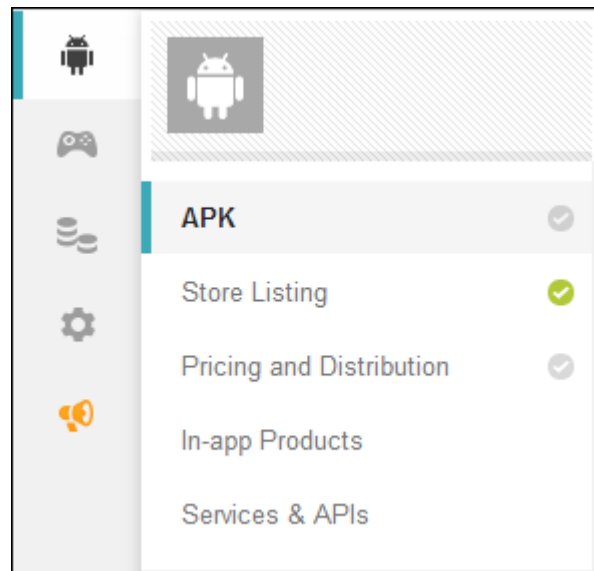 APK
Store Listing
Pricing and Distribution
In-app Products
Services & APIs